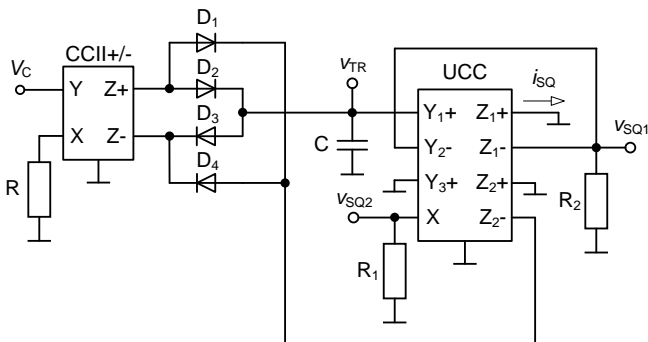 D1
CCII+/-
VC
D2
vTR
UCC
iSQ
Y
Z+
D3
Y1+
Z1+
X
Z-
C
Y2-
Z1-
vSQ1
D4
Y3+
Z2+
R
vSQ2
X
Z2-
R2
R1